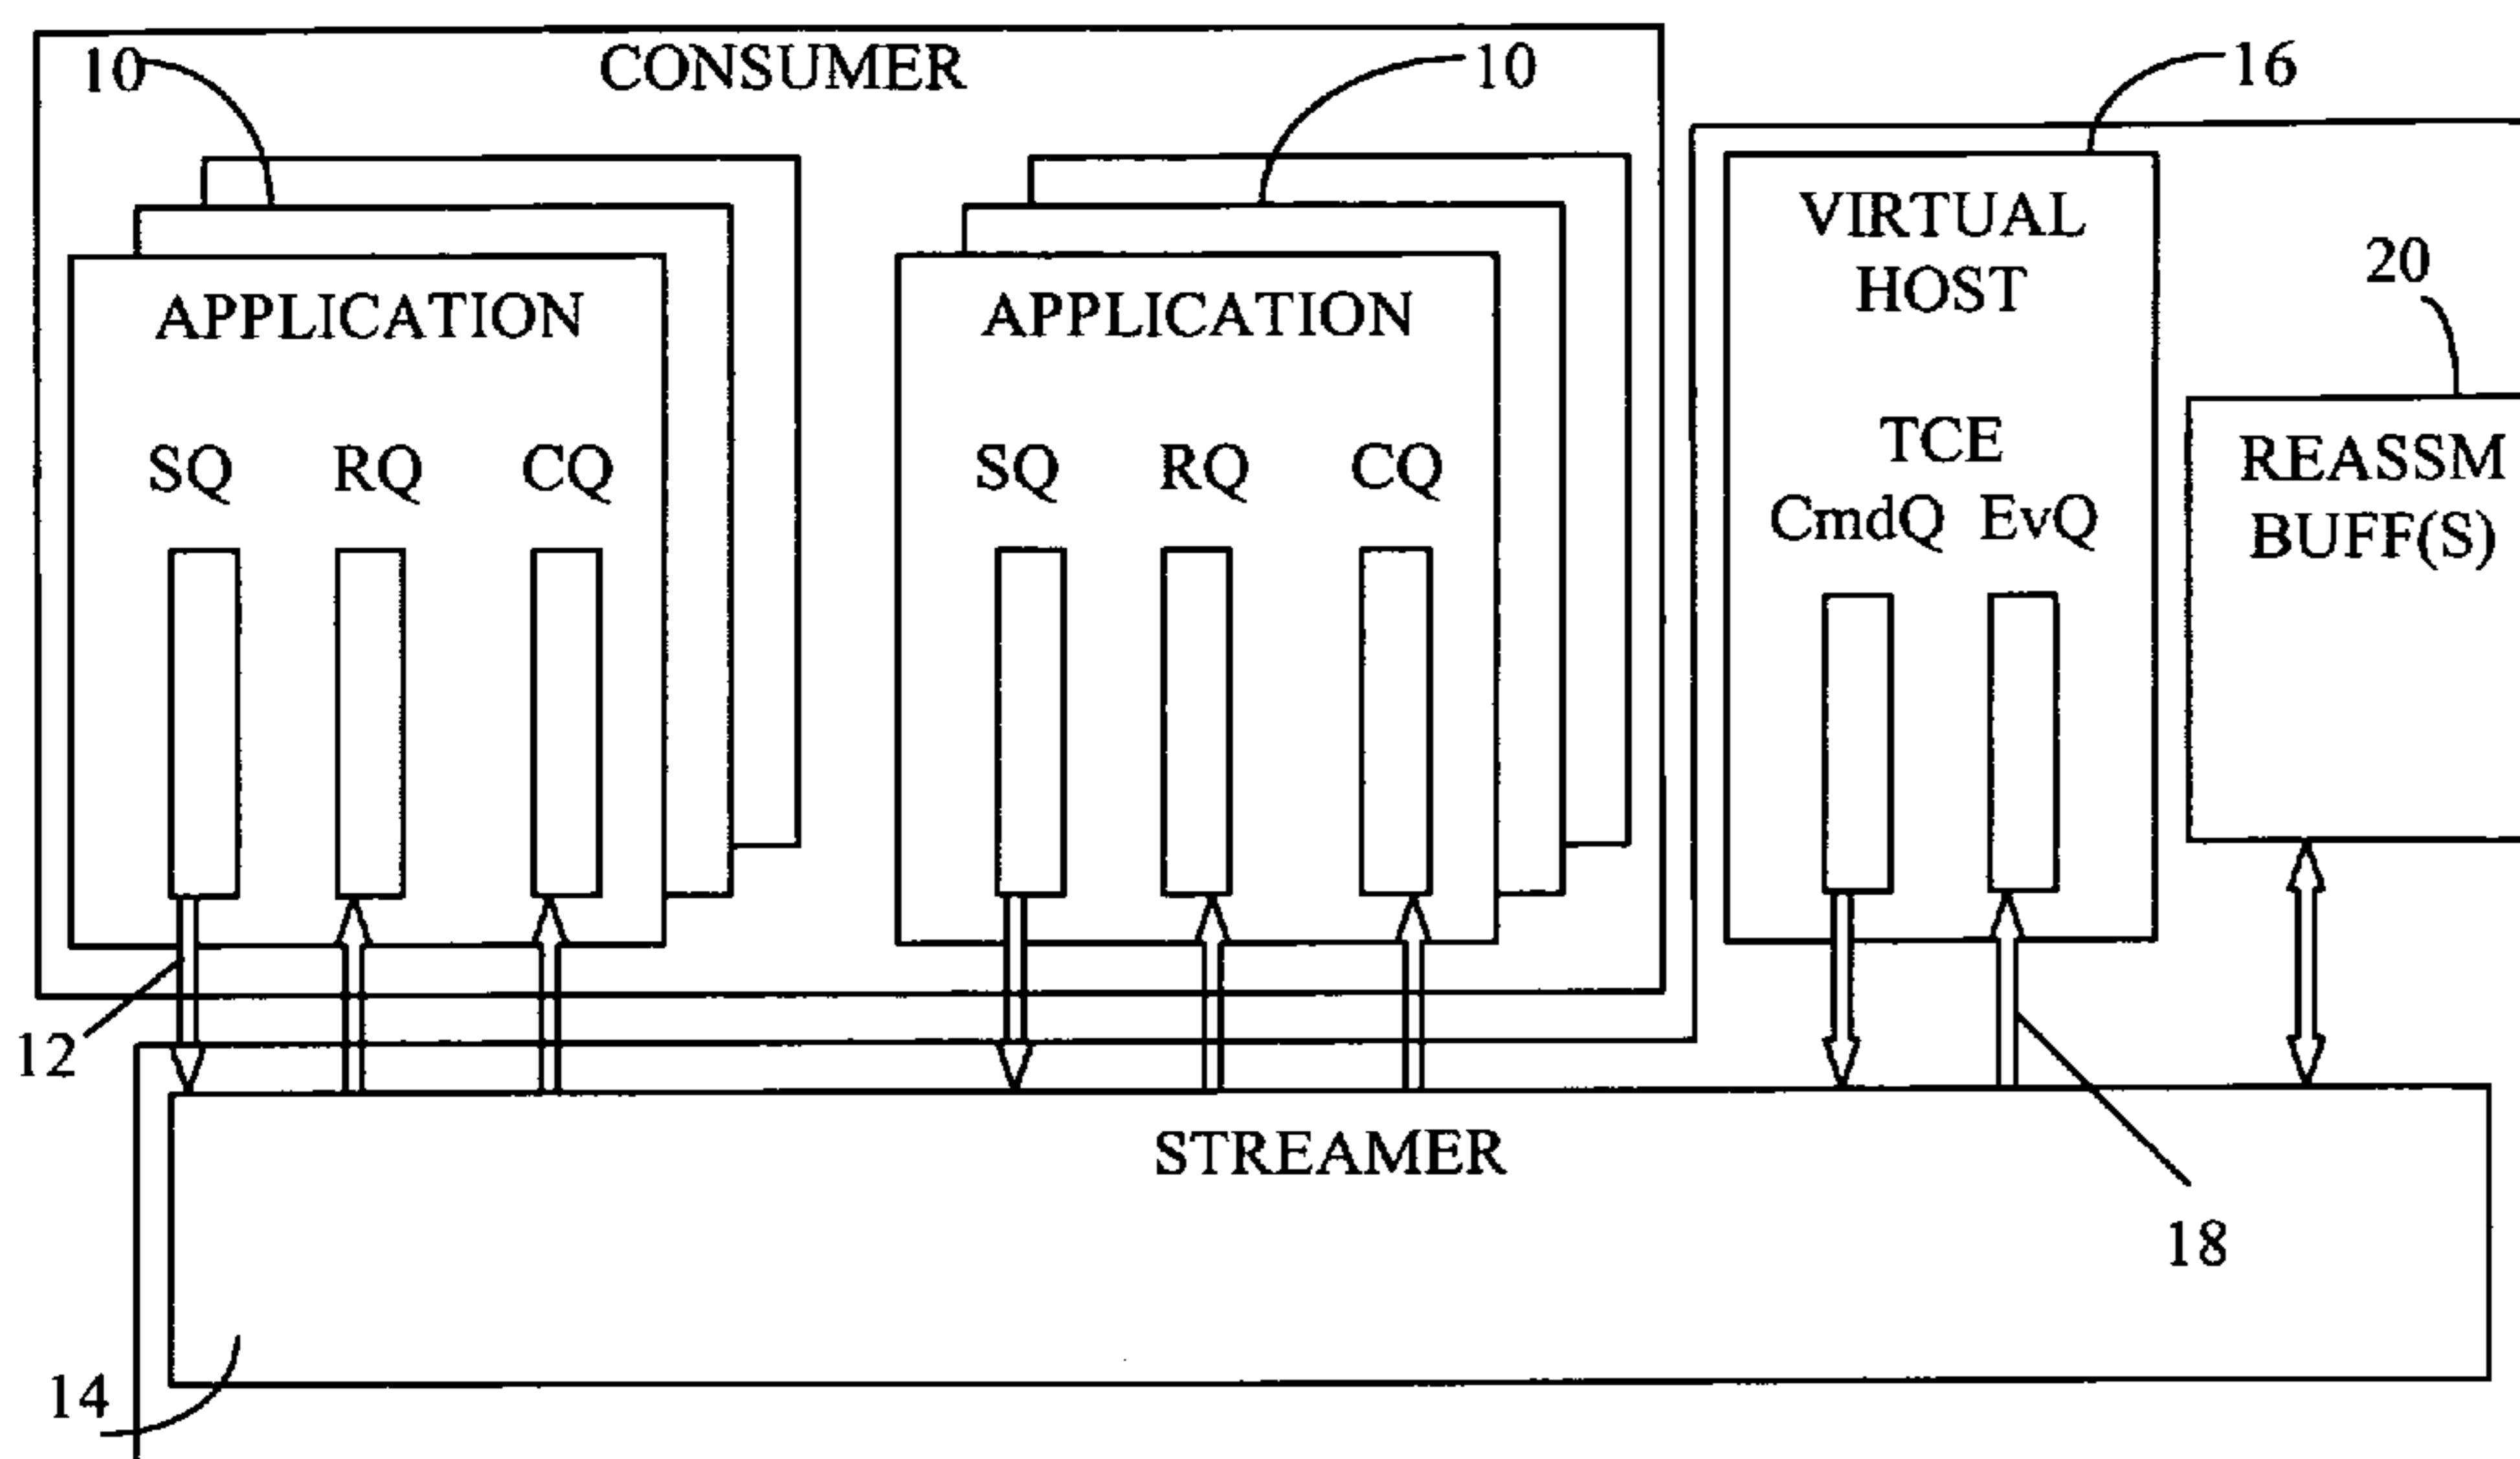 CONSUMER
10
10
16
APPLICATION
SQ RQ CQ
APPLICATION
SQ RQ CQ
VIRTUAL
HOST
TCE
CmdQ EvQ
20
REASSM
BUFF(S)
12
STREAMER
18
14